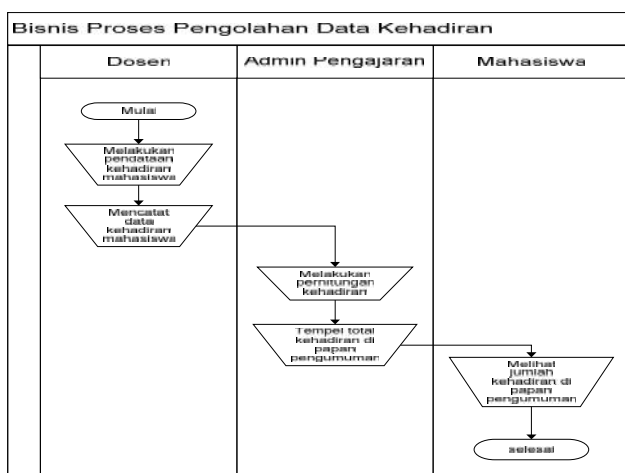 Bisnis Proses Pengolahan Data Kehadiran
Dosen
Admin Pengajaran
Mahasiswa
Mulai
Melakukan
pendataan
kehadiran
mahasiswa
Mencatat
data
kehadiran
mahasiswa
Melakukan
perhitungan
kehadiran
Tempel total
kehadiran di
papan
pengumuman
Melihat
jumlah
kehadiran di
papan
pengumuman
selesai